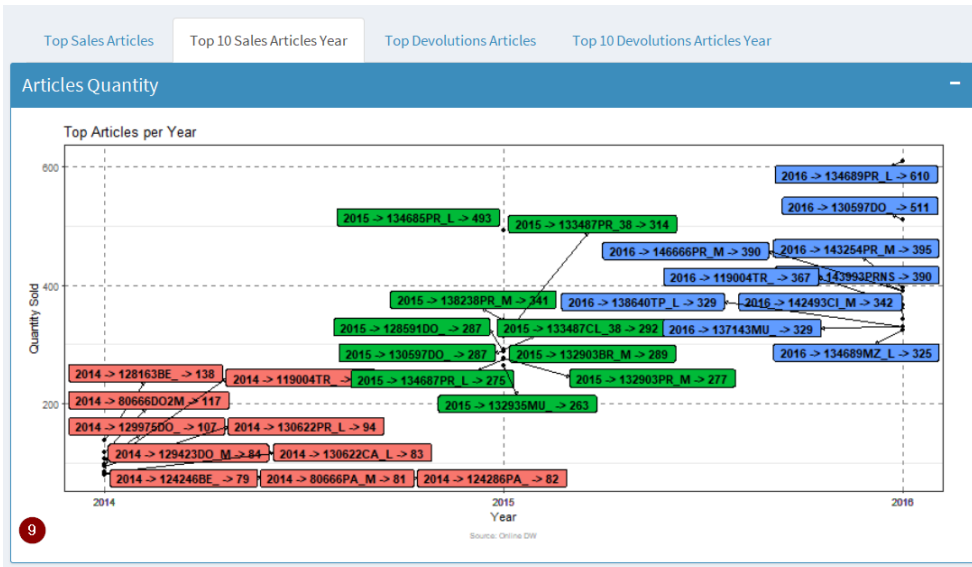 Top Sales Articles
Top 10 Sales Articles Year
Top Devolutions Articles
Top 10 Devolutions Articles Year
Articles Quantity
Top Articles per Year
Quantity Sold
600
400
200
2016 -> 134689PR_L -> 610
2016 -> 130597DO_ -> 511
2015 -> 134685PR_L -> 493
2015 -> 133487PR_38 -> 314
2016 -> 146666PR_M -> 390
2016 -> 143254PR_M -> 395
2016 -> 119004TR_ -> 367
143993PRNS -> 390
2015 -> 138238PR_M -> 341
2016 -> 138640TP_L -> 329
2016 -> 142493CI_M -> 342
2015 -> 128591DO_ -> 287
2015 -> 133487CL_38 -> 292
2016 -> 137143MU_ -> 329
2015 -> 130597DO_ -> 287
2015 -> 132903BR_M -> 289
2016 -> 134689MZ_L -> 325
2014 -> 128163BE_ -> 138
2014 -> 119004TR_ ->
2015 -> 134687PR_L -> 275
2015 -> 132903PR_M -> 277
2014 -> 80666DO2M -> 117
2015 -> 132935MU_ -> 263
2014 -> 129975DO_ -> 107
2014 -> 130622PR_L -> 94
2014 -> 129423DO_M -> 84
2014 -> 130622CA_L -> 83
2014 -> 124246BE_ -> 79
2014 -> 80666PA_M -> 81
2014 -> 124286PA_ -> 82
2014
2015
2016
Year
Source: Online DW
9